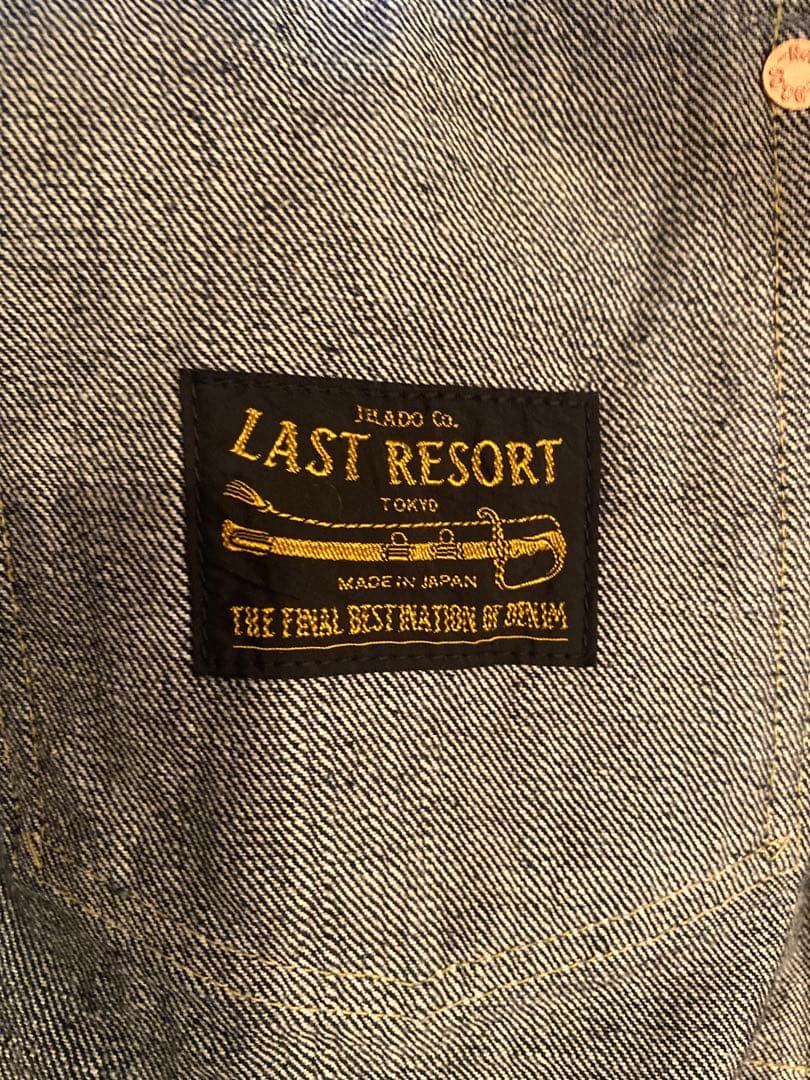 JELADO Co.
LAST RESORT
TOKYO
MADE IN JAPAN
THE FINAL DESTINATION OF DENIM